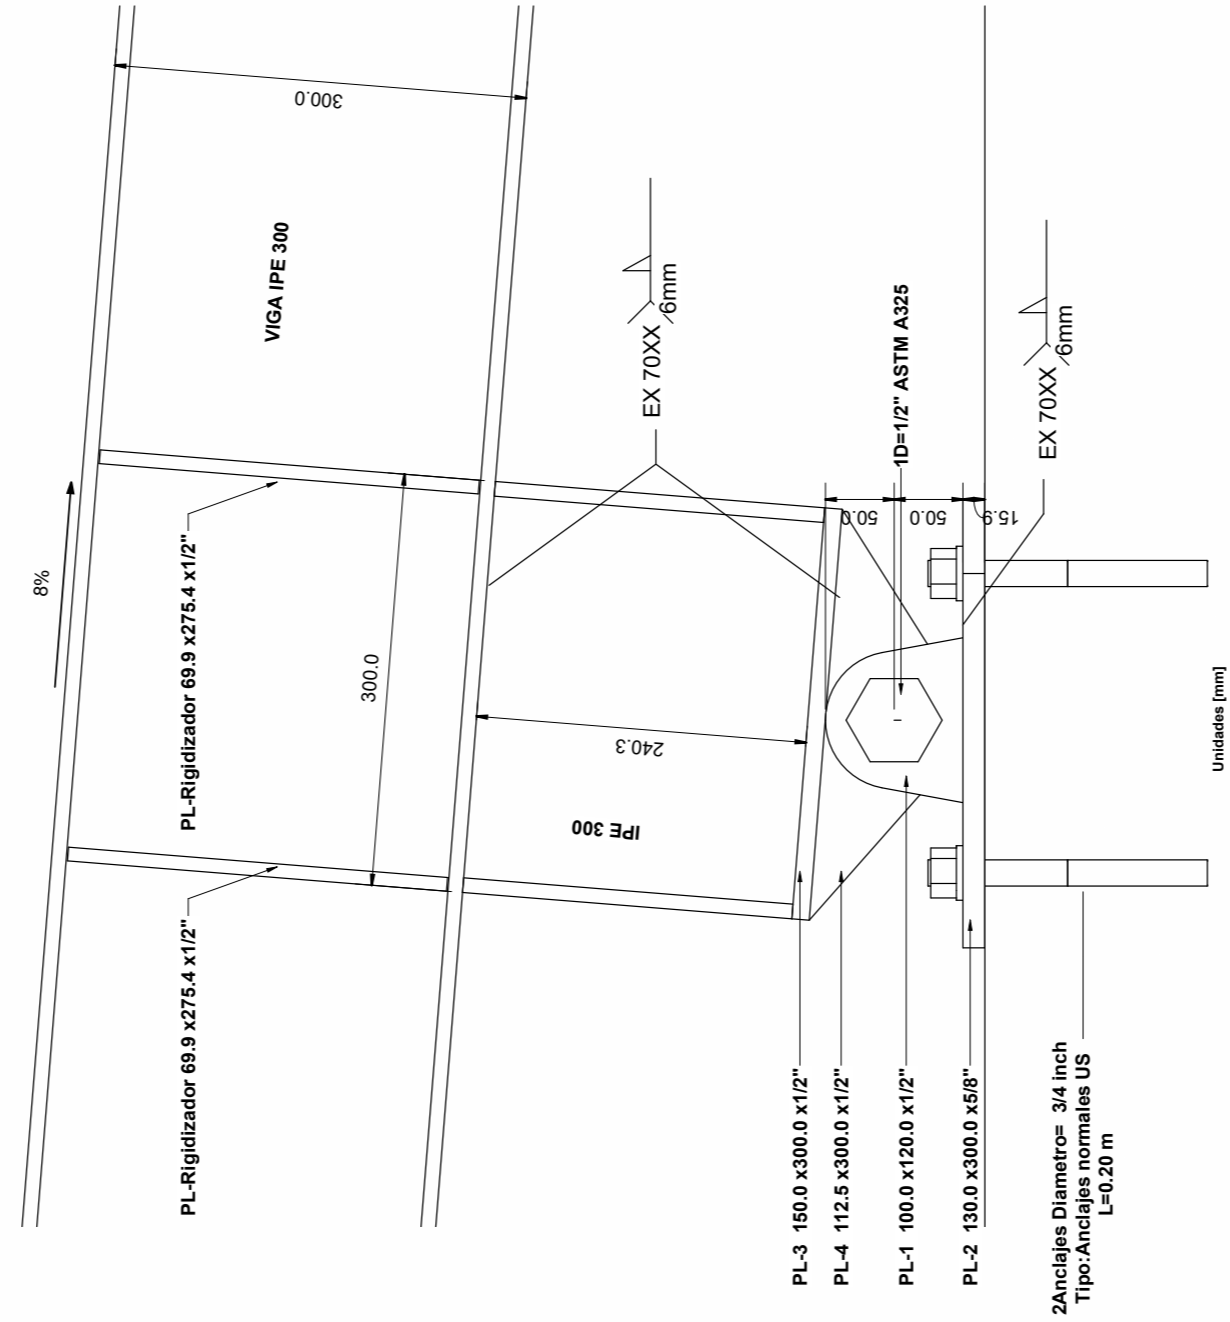 8%
PL-Rigidizador 69.9 x275.4 x1/2"
PL-Rigidizador 69.9 x275.4 x1/2"
300.0
VIGA IPE 300
300.0
240.3
IPE 300
EX 70XX
6mm
1D=1/2" ASTM A325
50.0
50.0
15.9
EX 70XX
6mm
PL-3 150.0 x300.0 x1/2"
PL-4 112.5 x300.0 x1/2"
PL-1 100.0 x120.0 x1/2"
PL-2 130.0 x300.0 x5/8"
2Anclajes Diametro= 3/4 inch
Tipo:Anclajes normales US
L=0.20 m
Unidades [mm]